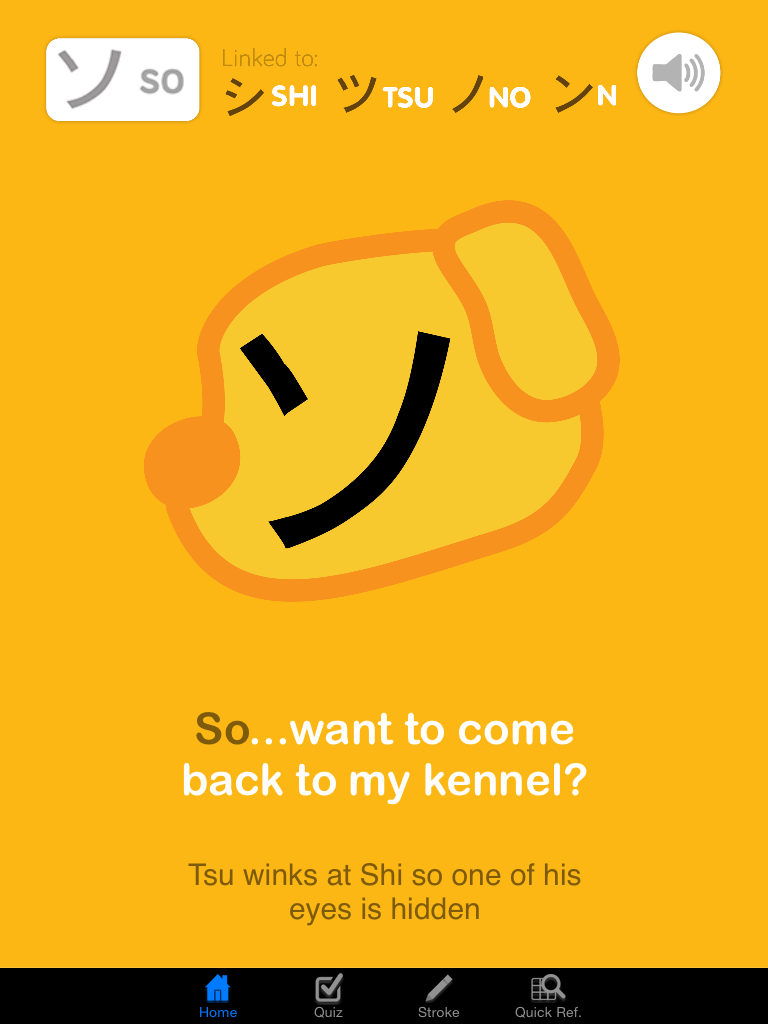 ソ so
Linked to:
シ SHI ツ TSU ノ NO ン N
ソ
So...want to come
back to my kennel?
Tsu winks at Shi so one of his
eyes is hidden
Home Quiz Stroke Quick Ref.